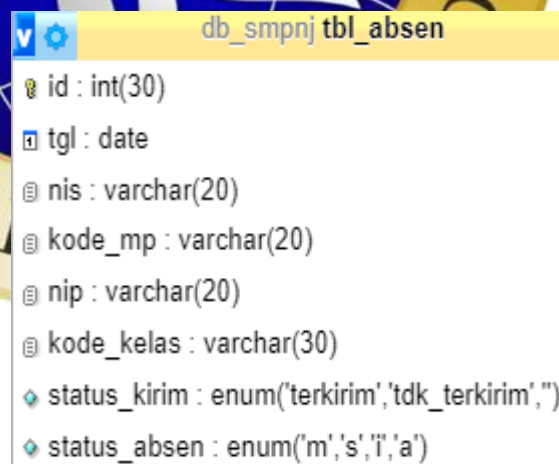 v db_smpnj tbl_absen
id : int(30)
tgl : date
nis : varchar(20)
kode_mp : varchar(20)
nip : varchar(20)
kode_kelas : varchar(30)
status_kirim : enum('terkirim','tdk_terkirim','')
status_absen : enum('m','s','i','a')